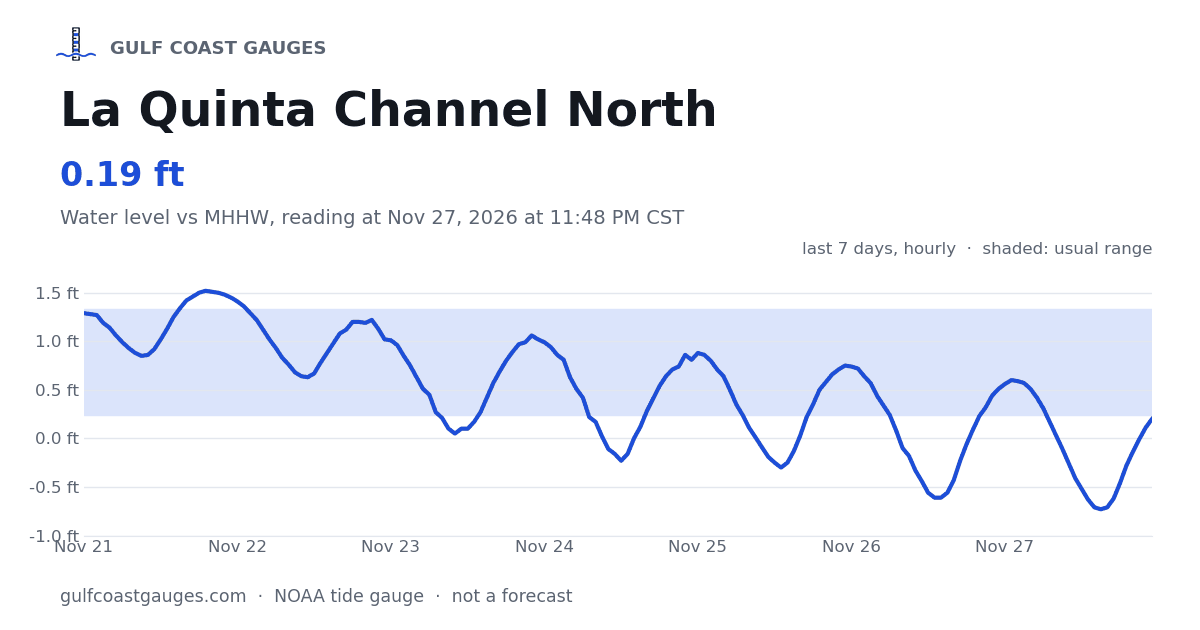 GULF COAST GAUGES
La Quinta Channel North
0.19 ft
Water level vs MHHW, reading at Nov 27, 2026 at 11:48 PM CST
last 7 days, hourly · shaded: usual range
1.5 ft
1.0 ft
0.5 ft
0.0 ft
-0.5 ft
-1.0 ft
Nov 21 Nov 22 Nov 23 Nov 24 Nov 25 Nov 26 Nov 27
gulfcoastgauges.com · NOAA tide gauge · not a forecast